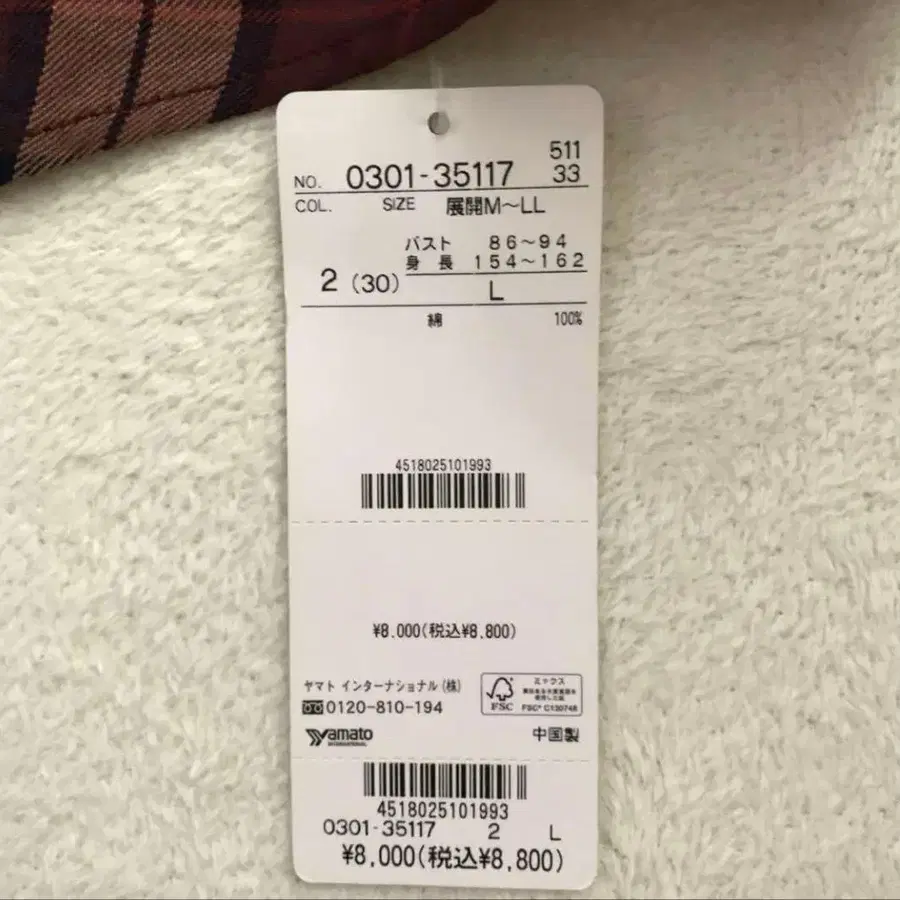 511
NO. 0301-35117 33
COL. SIZE 展開M～LL
バスト 86～94
身長 154～162
2 (30) L
綿 100%
4518025101993
¥8.000(税込¥8.800)
ヤマト インターナショナル(株)
0120-810-194
ミックス
FSC
FSC® C130748
Yamato
INTERNATIONAL
中国製
4518025101993
0301-35117 2 L
¥8,000(税込¥8,800)